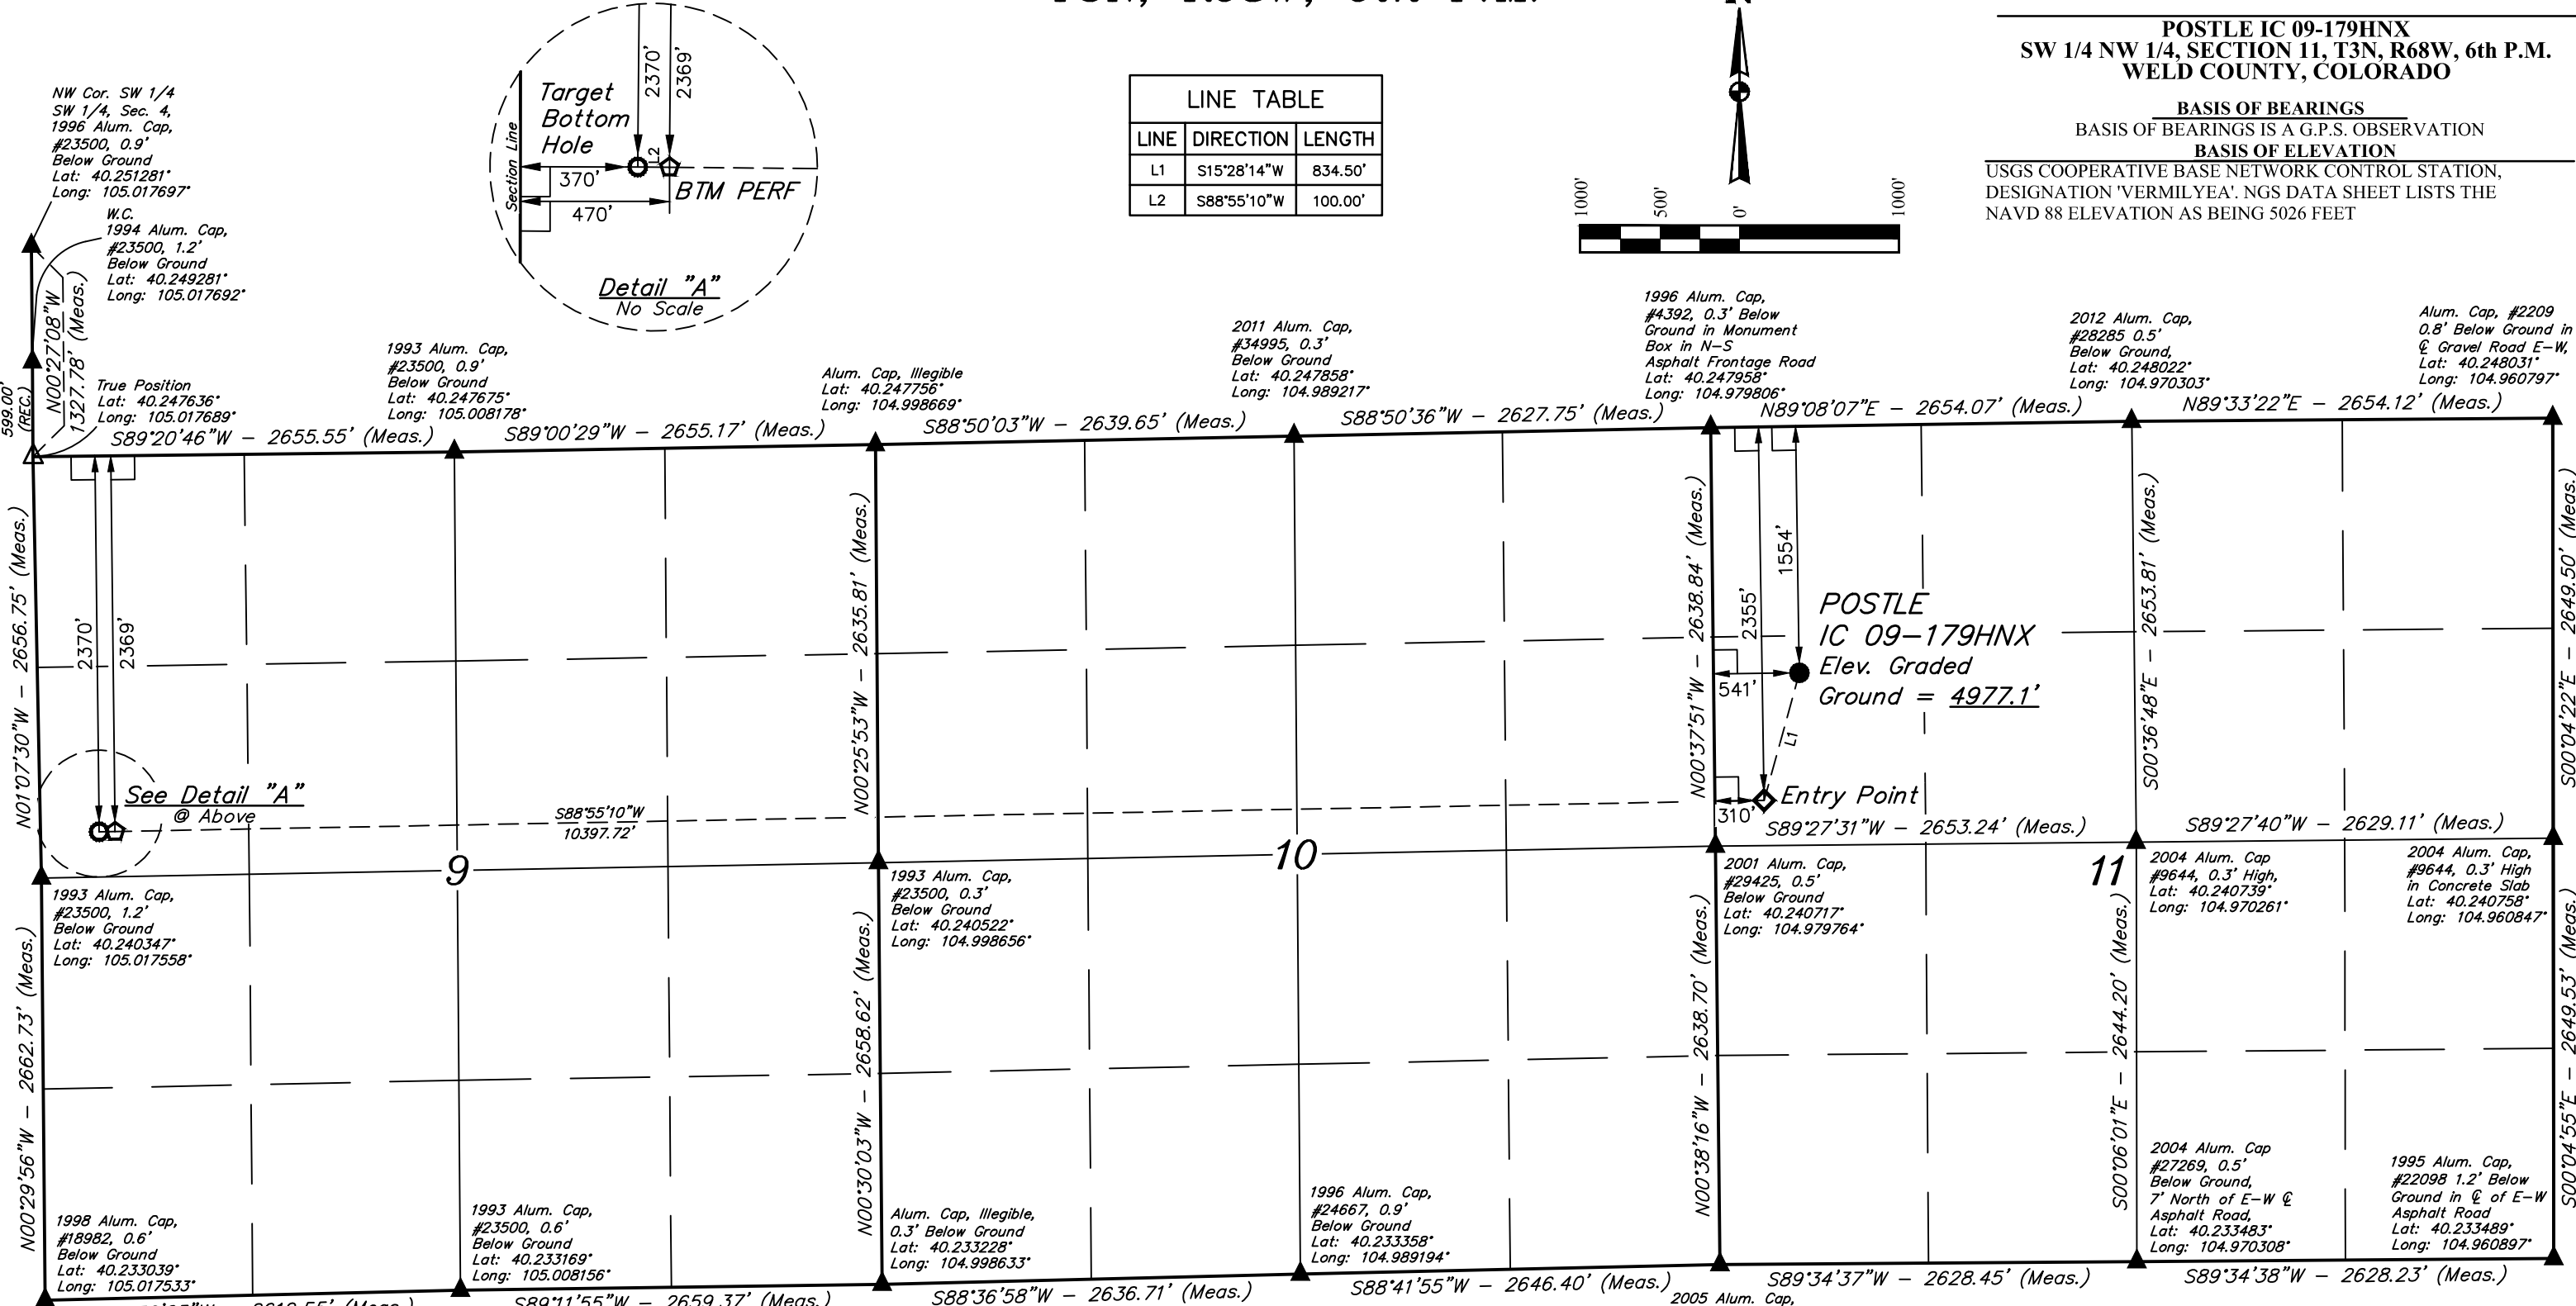 POSTLE IC 09-179HNX
SW 1/4 NW 1/4, SECTION 11, T3N, R68W, 6th P.M.
WELD COUNTY, COLORADO
BASIS OF BEARINGS
BASIS OF BEARINGS IS A G.P.S. OBSERVATION
BASIS OF ELEVATION
USGS COOPERATIVE BASE NETWORK CONTROL STATION,
DESIGNATION 'VERMILYEA'. NGS DATA SHEET LISTS THE
NAVD 88 ELEVATION AS BEING 5026 FEET
1000'
500'
0'
1000'
LINE TABLE
LINE DIRECTION LENGTH
L1 S15°28'14"W 834.50'
L2 S88°55'10"W 100.00'
2370'
2369'
Target
Bottom
Hole
Section Line
L2
370'
470'
BTM PERF
Detail "A"
No Scale
NW Cor. SW 1/4
SW 1/4, Sec. 4,
1996 Alum. Cap,
#23500, 0.9'
Below Ground
Lat: 40.251281°
Long: 105.017697°
W.C.
1994 Alum. Cap,
#23500, 1.2'
Below Ground
Lat: 40.249281°
Long: 105.017692°
599.00'
(REC.)
N00°27'08"W
1327.78' (Meas.)
True Position
Lat: 40.247636°
Long: 105.017689°
1993 Alum. Cap,
#23500, 0.9'
Below Ground
Lat: 40.247675°
Long: 105.008178°
Alum. Cap, Illegible
Lat: 40.247756°
Long: 104.998669°
2011 Alum. Cap,
#34995, 0.3'
Below Ground
Lat: 40.247858°
Long: 104.989217°
1996 Alum. Cap,
#4392, 0.3' Below
Ground in Monument
Box in N-S
Asphalt Frontage Road
Lat: 40.247958°
Long: 104.979806°
2012 Alum. Cap,
#28285 0.5'
Below Ground,
Lat: 40.248022°
Long: 104.970303°
Alum. Cap, #2209
0.8' Below Ground in
℄ Gravel Road E-W,
Lat: 40.248031°
Long: 104.960797°
S89°20'46"W - 2655.55' (Meas.)
S89°00'29"W - 2655.17' (Meas.)
S88°50'03"W - 2639.65' (Meas.)
S88°50'36"W - 2627.75' (Meas.)
N89°08'07"E - 2654.07' (Meas.)
N89°33'22"E - 2654.12' (Meas.)
N01°07'30"W - 2656.75' (Meas.)
2370'
2369'
N00°25'53"W - 2635.81' (Meas.)
N00°37'51"W - 2638.84' (Meas.)
2355'
1554'
S00°36'48"E - 2653.81' (Meas.)
S00°04'22"E - 2649.50' (Meas.)
POSTLE
IC 09-179HNX
Elev. Graded
Ground = 4977.1'
541'
L1
See Detail "A"
@ Above
S88°55'10"W
10397.72'
310'
Entry Point
S89°27'31"W - 2653.24' (Meas.)
S89°27'40"W - 2629.11' (Meas.)
9
10
11
1993 Alum. Cap,
#23500, 1.2'
Below Ground
Lat: 40.240347°
Long: 105.017558°
1993 Alum. Cap,
#23500, 0.3'
Below Ground
Lat: 40.240522°
Long: 104.998656°
2001 Alum. Cap,
#29425, 0.5'
Below Ground
Lat: 40.240717°
Long: 104.979764°
2004 Alum. Cap
#9644, 0.3' High,
Lat: 40.240739°
Long: 104.970261°
2004 Alum. Cap,
#9644, 0.3' High
in Concrete Slab
Lat: 40.240758°
Long: 104.960847°
N00°29'56"W - 2662.73' (Meas.)
N00°30'03"W - 2658.62' (Meas.)
N00°38'16"W - 2638.70' (Meas.)
S00°06'01"E - 2644.20' (Meas.)
S00°04'55"E - 2649.53' (Meas.)
1998 Alum. Cap,
#18982, 0.6'
Below Ground
Lat: 40.233039°
Long: 105.017533°
1993 Alum. Cap,
#23500, 0.6'
Below Ground
Lat: 40.233169°
Long: 105.008156°
Alum. Cap, Illegible,
0.3' Below Ground
Lat: 40.233228°
Long: 104.998633°
1996 Alum. Cap,
#24667, 0.9'
Below Ground
Lat: 40.233358°
Long: 104.989194°
2004 Alum. Cap
#27269, 0.5'
Below Ground,
7' North of E-W ℄
Asphalt Road,
Lat: 40.233483°
Long: 104.970308°
1995 Alum. Cap,
#22098 1.2' Below
Ground in ℄ of E-W
Asphalt Road
Lat: 40.233489°
Long: 104.960897°
S89°11'55"W - 2659.37' (Meas.)
S88°36'58"W - 2636.71' (Meas.)
S88°41'55"W - 2646.40' (Meas.)
S89°34'37"W - 2628.45' (Meas.)
S89°34'38"W - 2628.23' (Meas.)
2005 Alum. Cap,